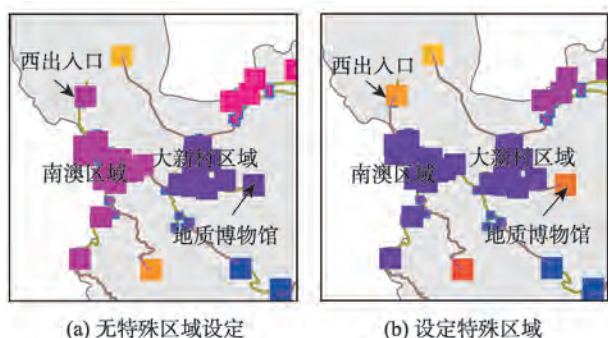 西出入口
大新村区域
南澳区域
地质博物馆
(a) 无特殊区域设定
西出入口
大新村区域
南澳区域
地质博物馆
(b) 设定特殊区域